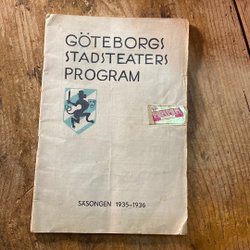 GÖTEBORGS
STADSTEATERS
PROGRAM
SÄSONGEN 1935-1936